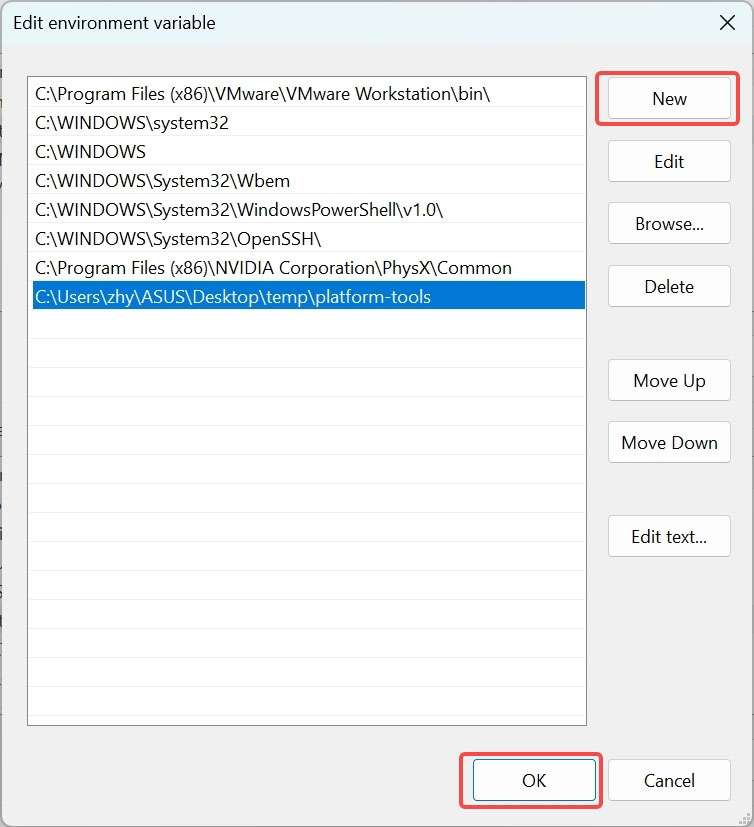 Edit environment variable
C:\Program Files (x86)\VMware\VMware Workstation\bin\
C:\WINDOWS\system32
C:\WINDOWS
C:\WINDOWS\System32\Wbem
C:\WINDOWS\System32\WindowsPowerShell\v1.0\
C:\WINDOWS\System32\OpenSSH\
C:\Program Files (x86)\NVIDIA Corporation\PhysX\Common
C:\Users\zhy\ASUS\Desktop\temp\platform-tools
New
Edit
Browse...
Delete
Move Up
Move Down
Edit text...
OK
Cancel